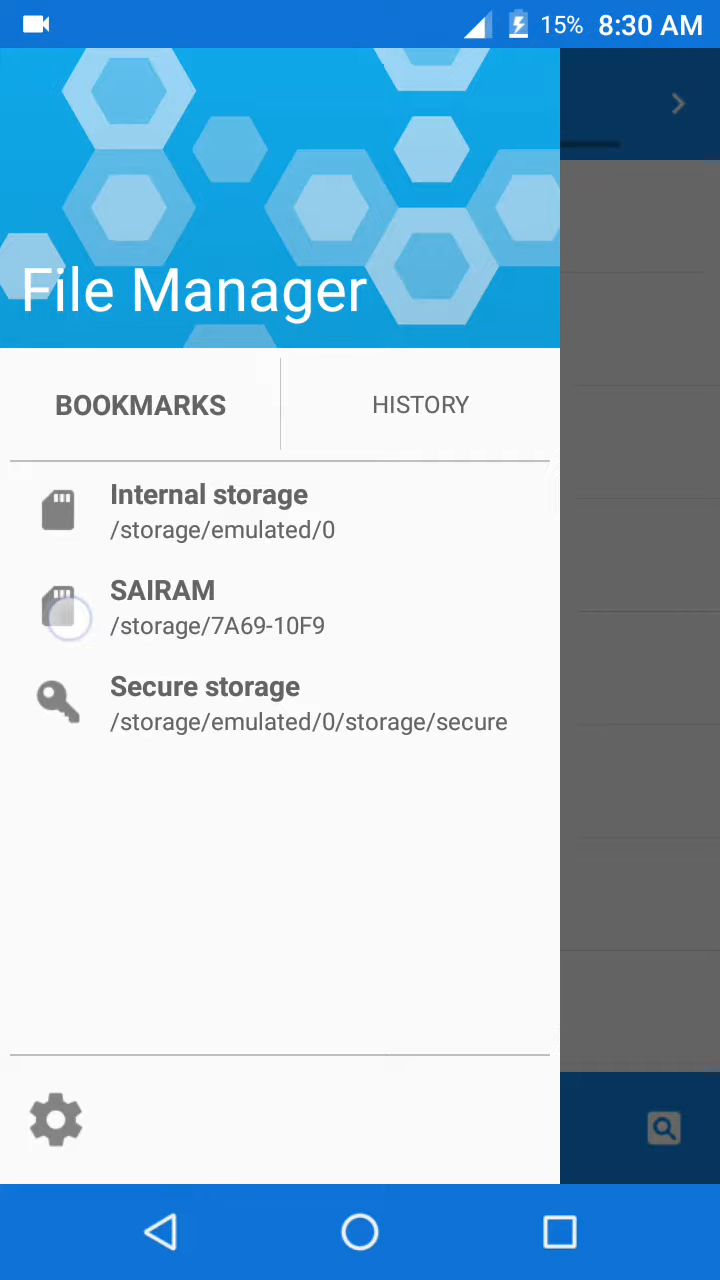 15% 8:30 AM
File Manager
BOOKMARKS HISTORY
Internal storage
/storage/emulated/0
SAIRAM
/storage/7A69-10F9
Secure storage
/storage/emulated/0/storage/secure